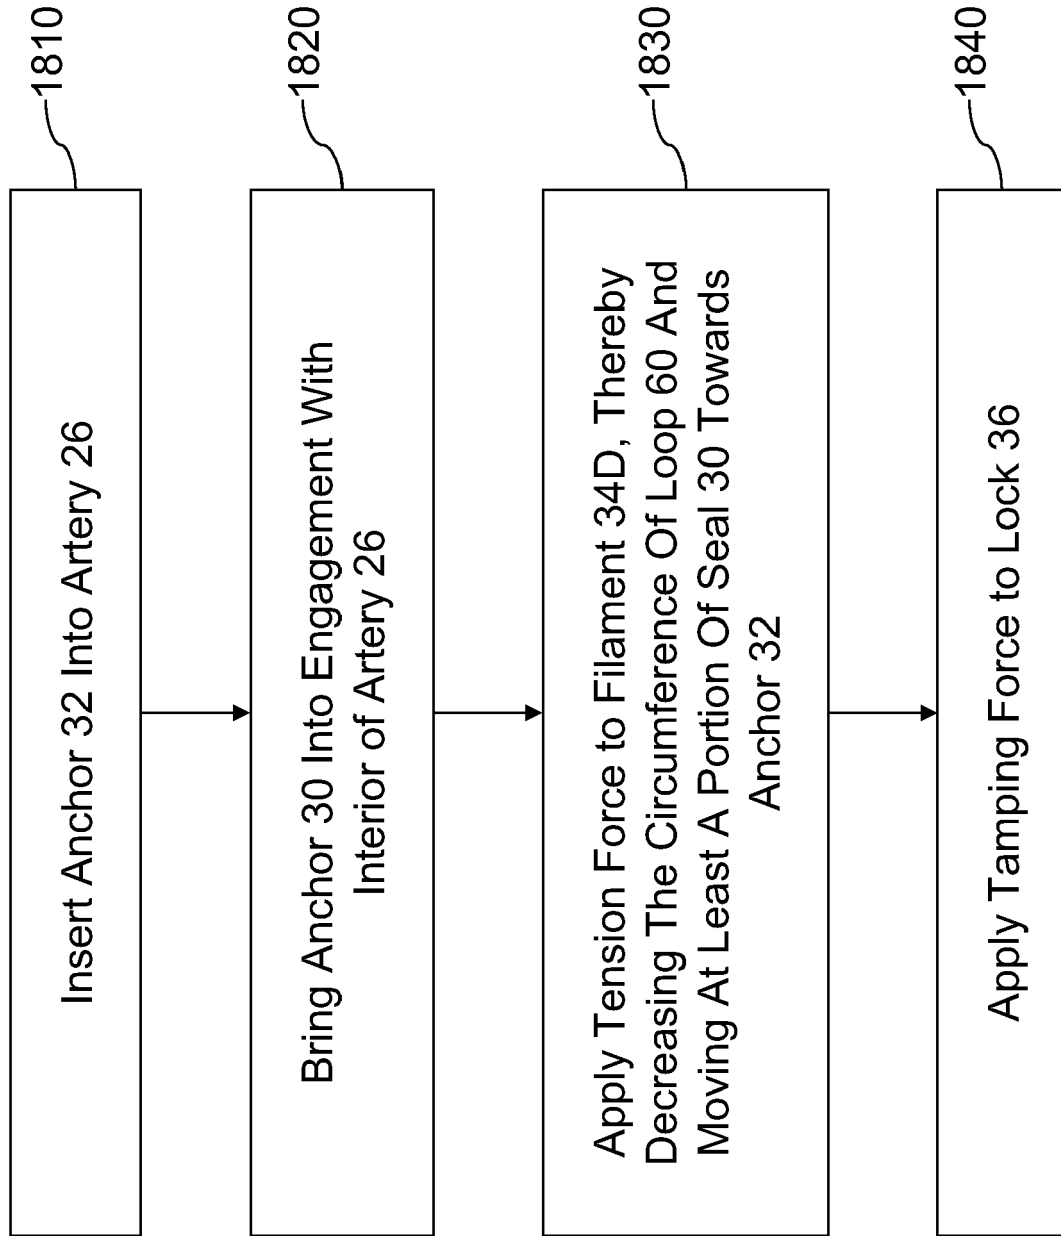 Insert Anchor 32 Into Artery 26
1810
Bring Anchor 30 Into Engagement With
Interior of Artery 26
1820
Apply Tension Force to Filament 34D, Thereby
Decreasing The Circumference Of Loop 60 And
Moving At Least A Portion Of Seal 30 Towards
Anchor 32
1830
Apply Tamping Force to Lock 36
1840